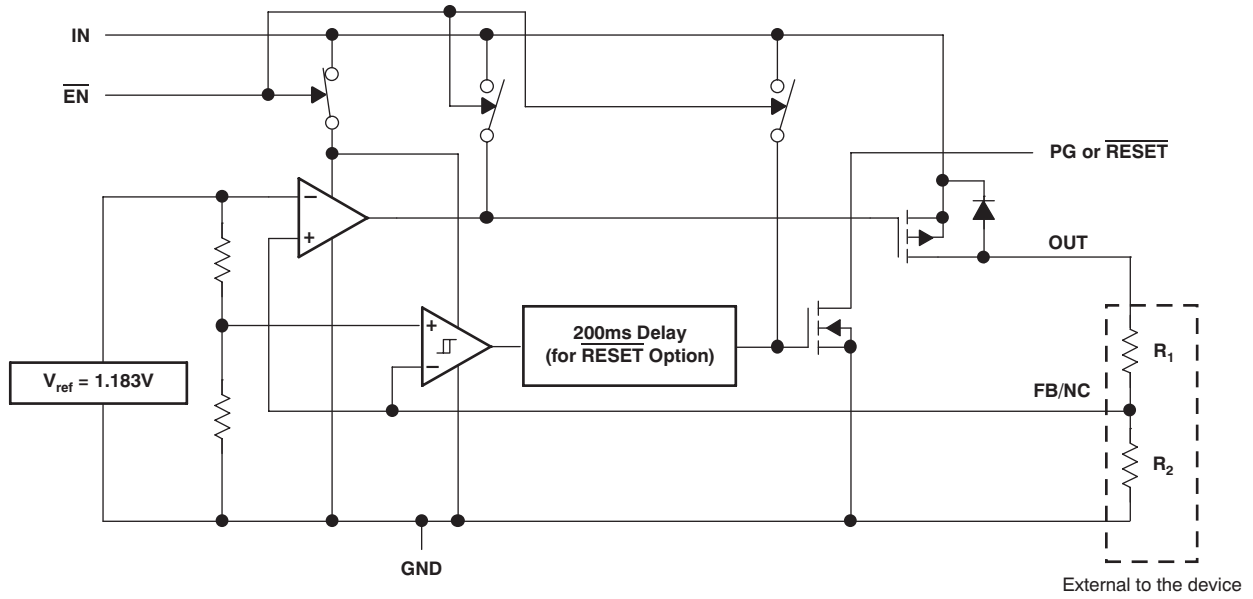 IN
EN
PG or RESET
OUT
−
+
+
−
200ms Delay
(for RESET Option)
Vref = 1.183V
R1
FB/NC
R2
GND
External to the device